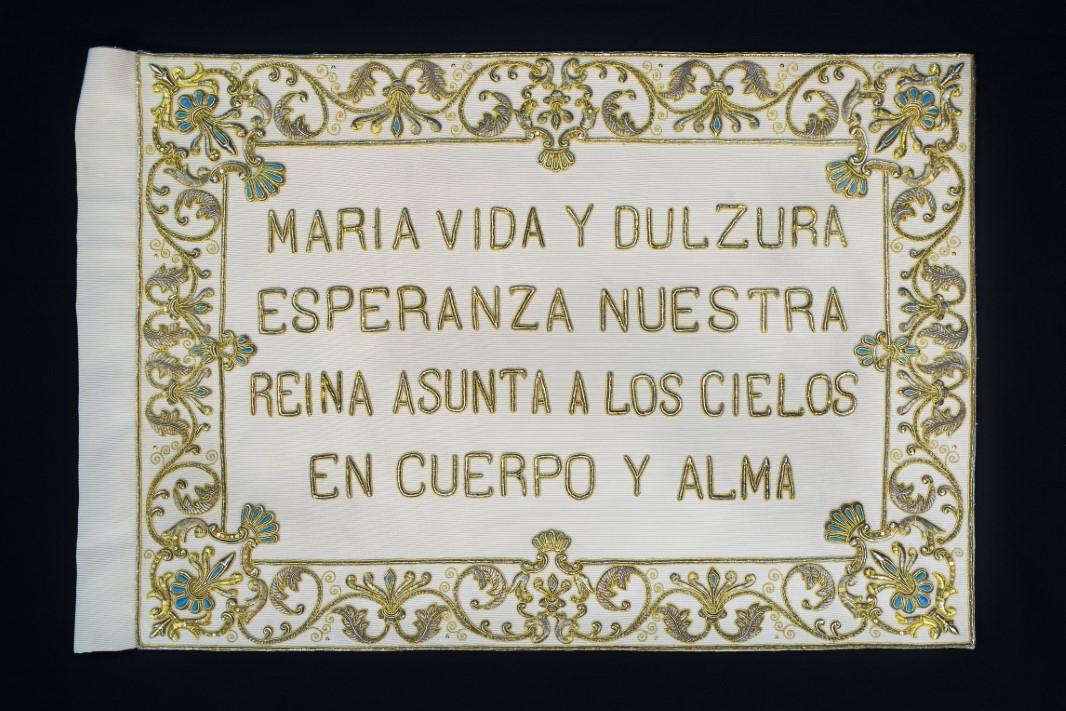 MARIA VIDA Y DULZURA
ESPERANZA NUESTRA
REINA ASUNTA A LOS CIELOS
EN CUERPO Y ALMA